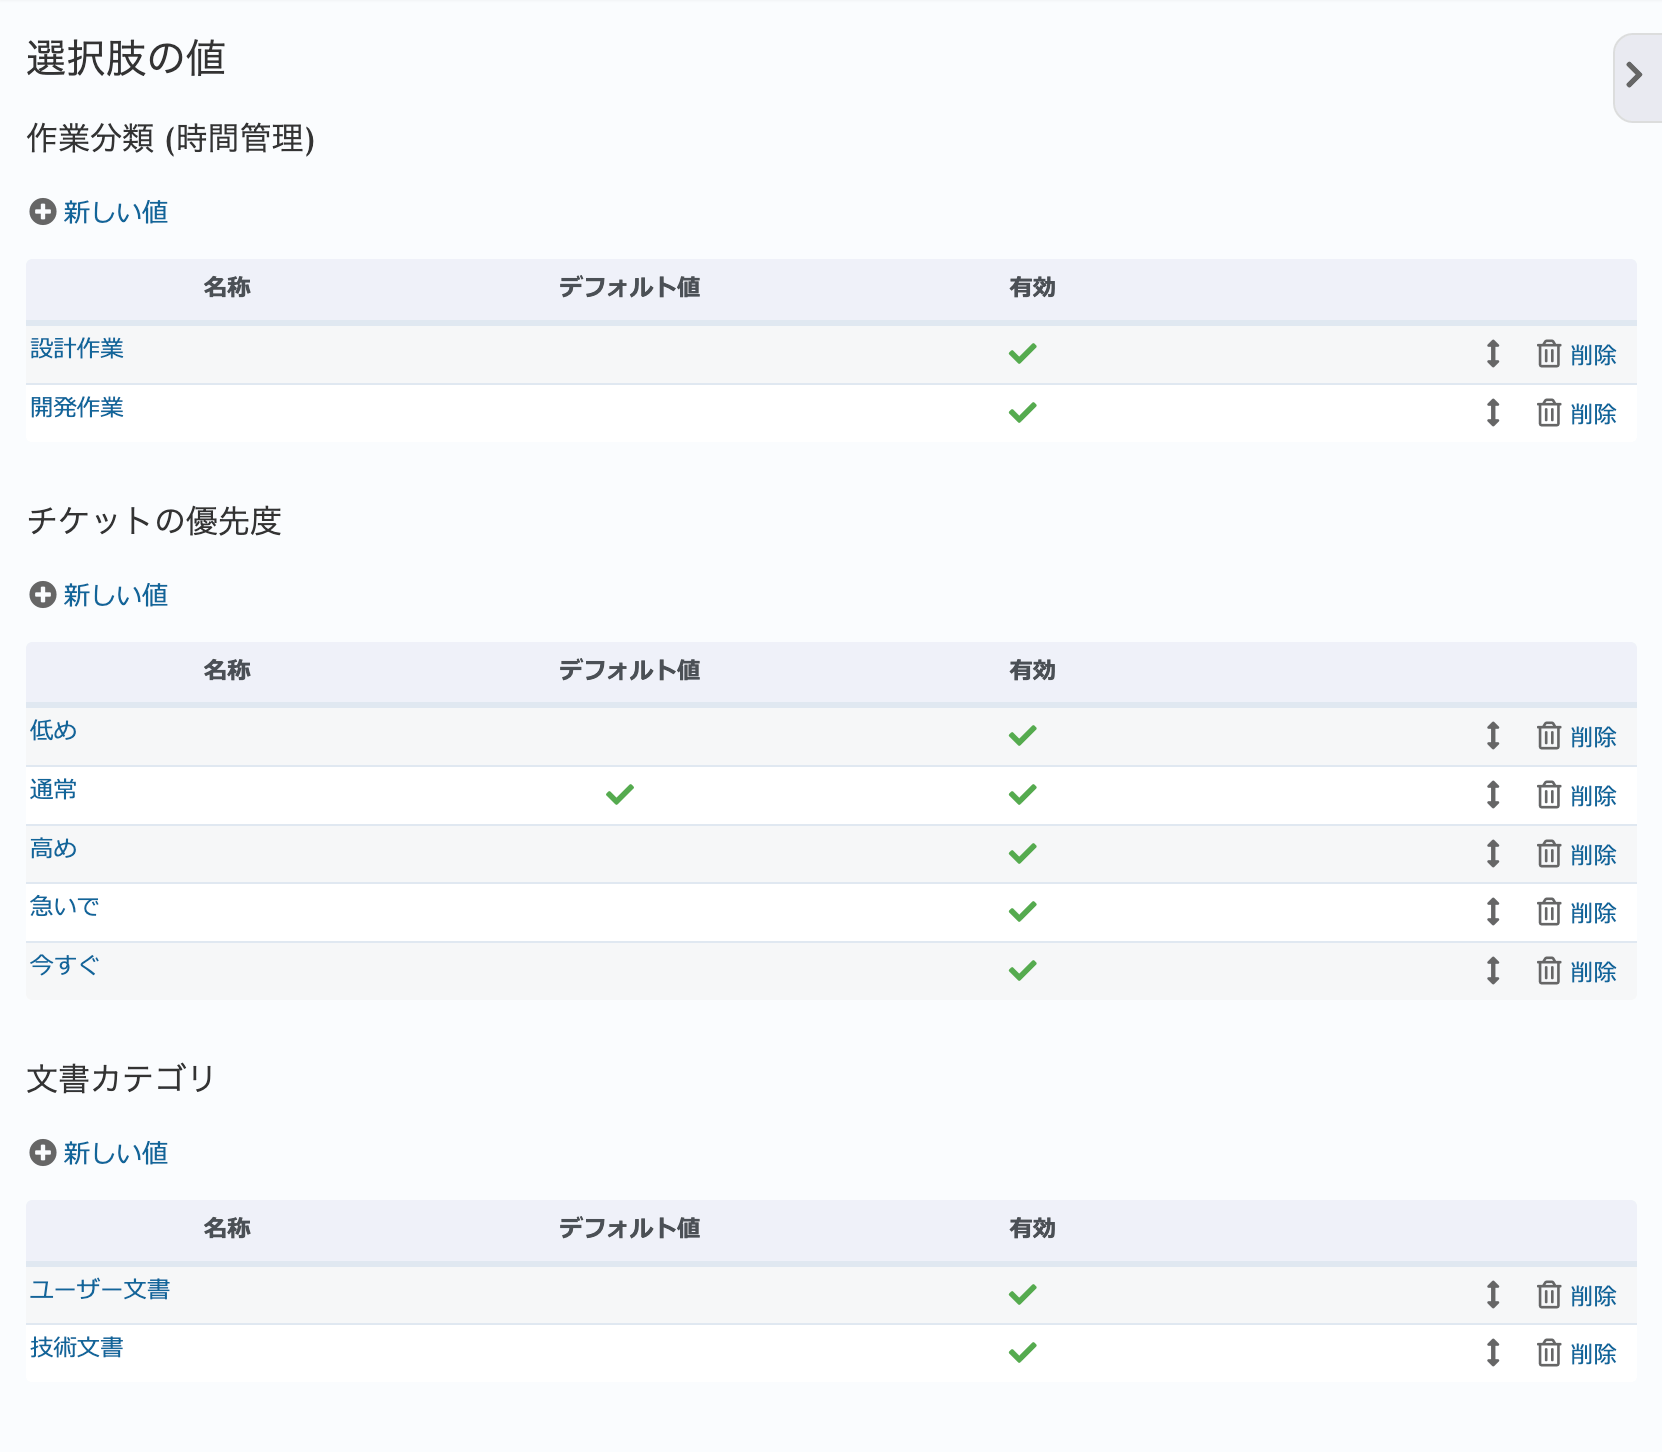 選択肢の値
作業分類 (時間管理)
新しい値
名称 デフォルト値 有効
設計作業 削除
開発作業 削除
チケットの優先度
新しい値
名称 デフォルト値 有効
低め 削除
通常 削除
高め 削除
急いで 削除
今すぐ 削除
文書カテゴリ
新しい値
名称 デフォルト値 有効
ユーザー文書 削除
技術文書 削除